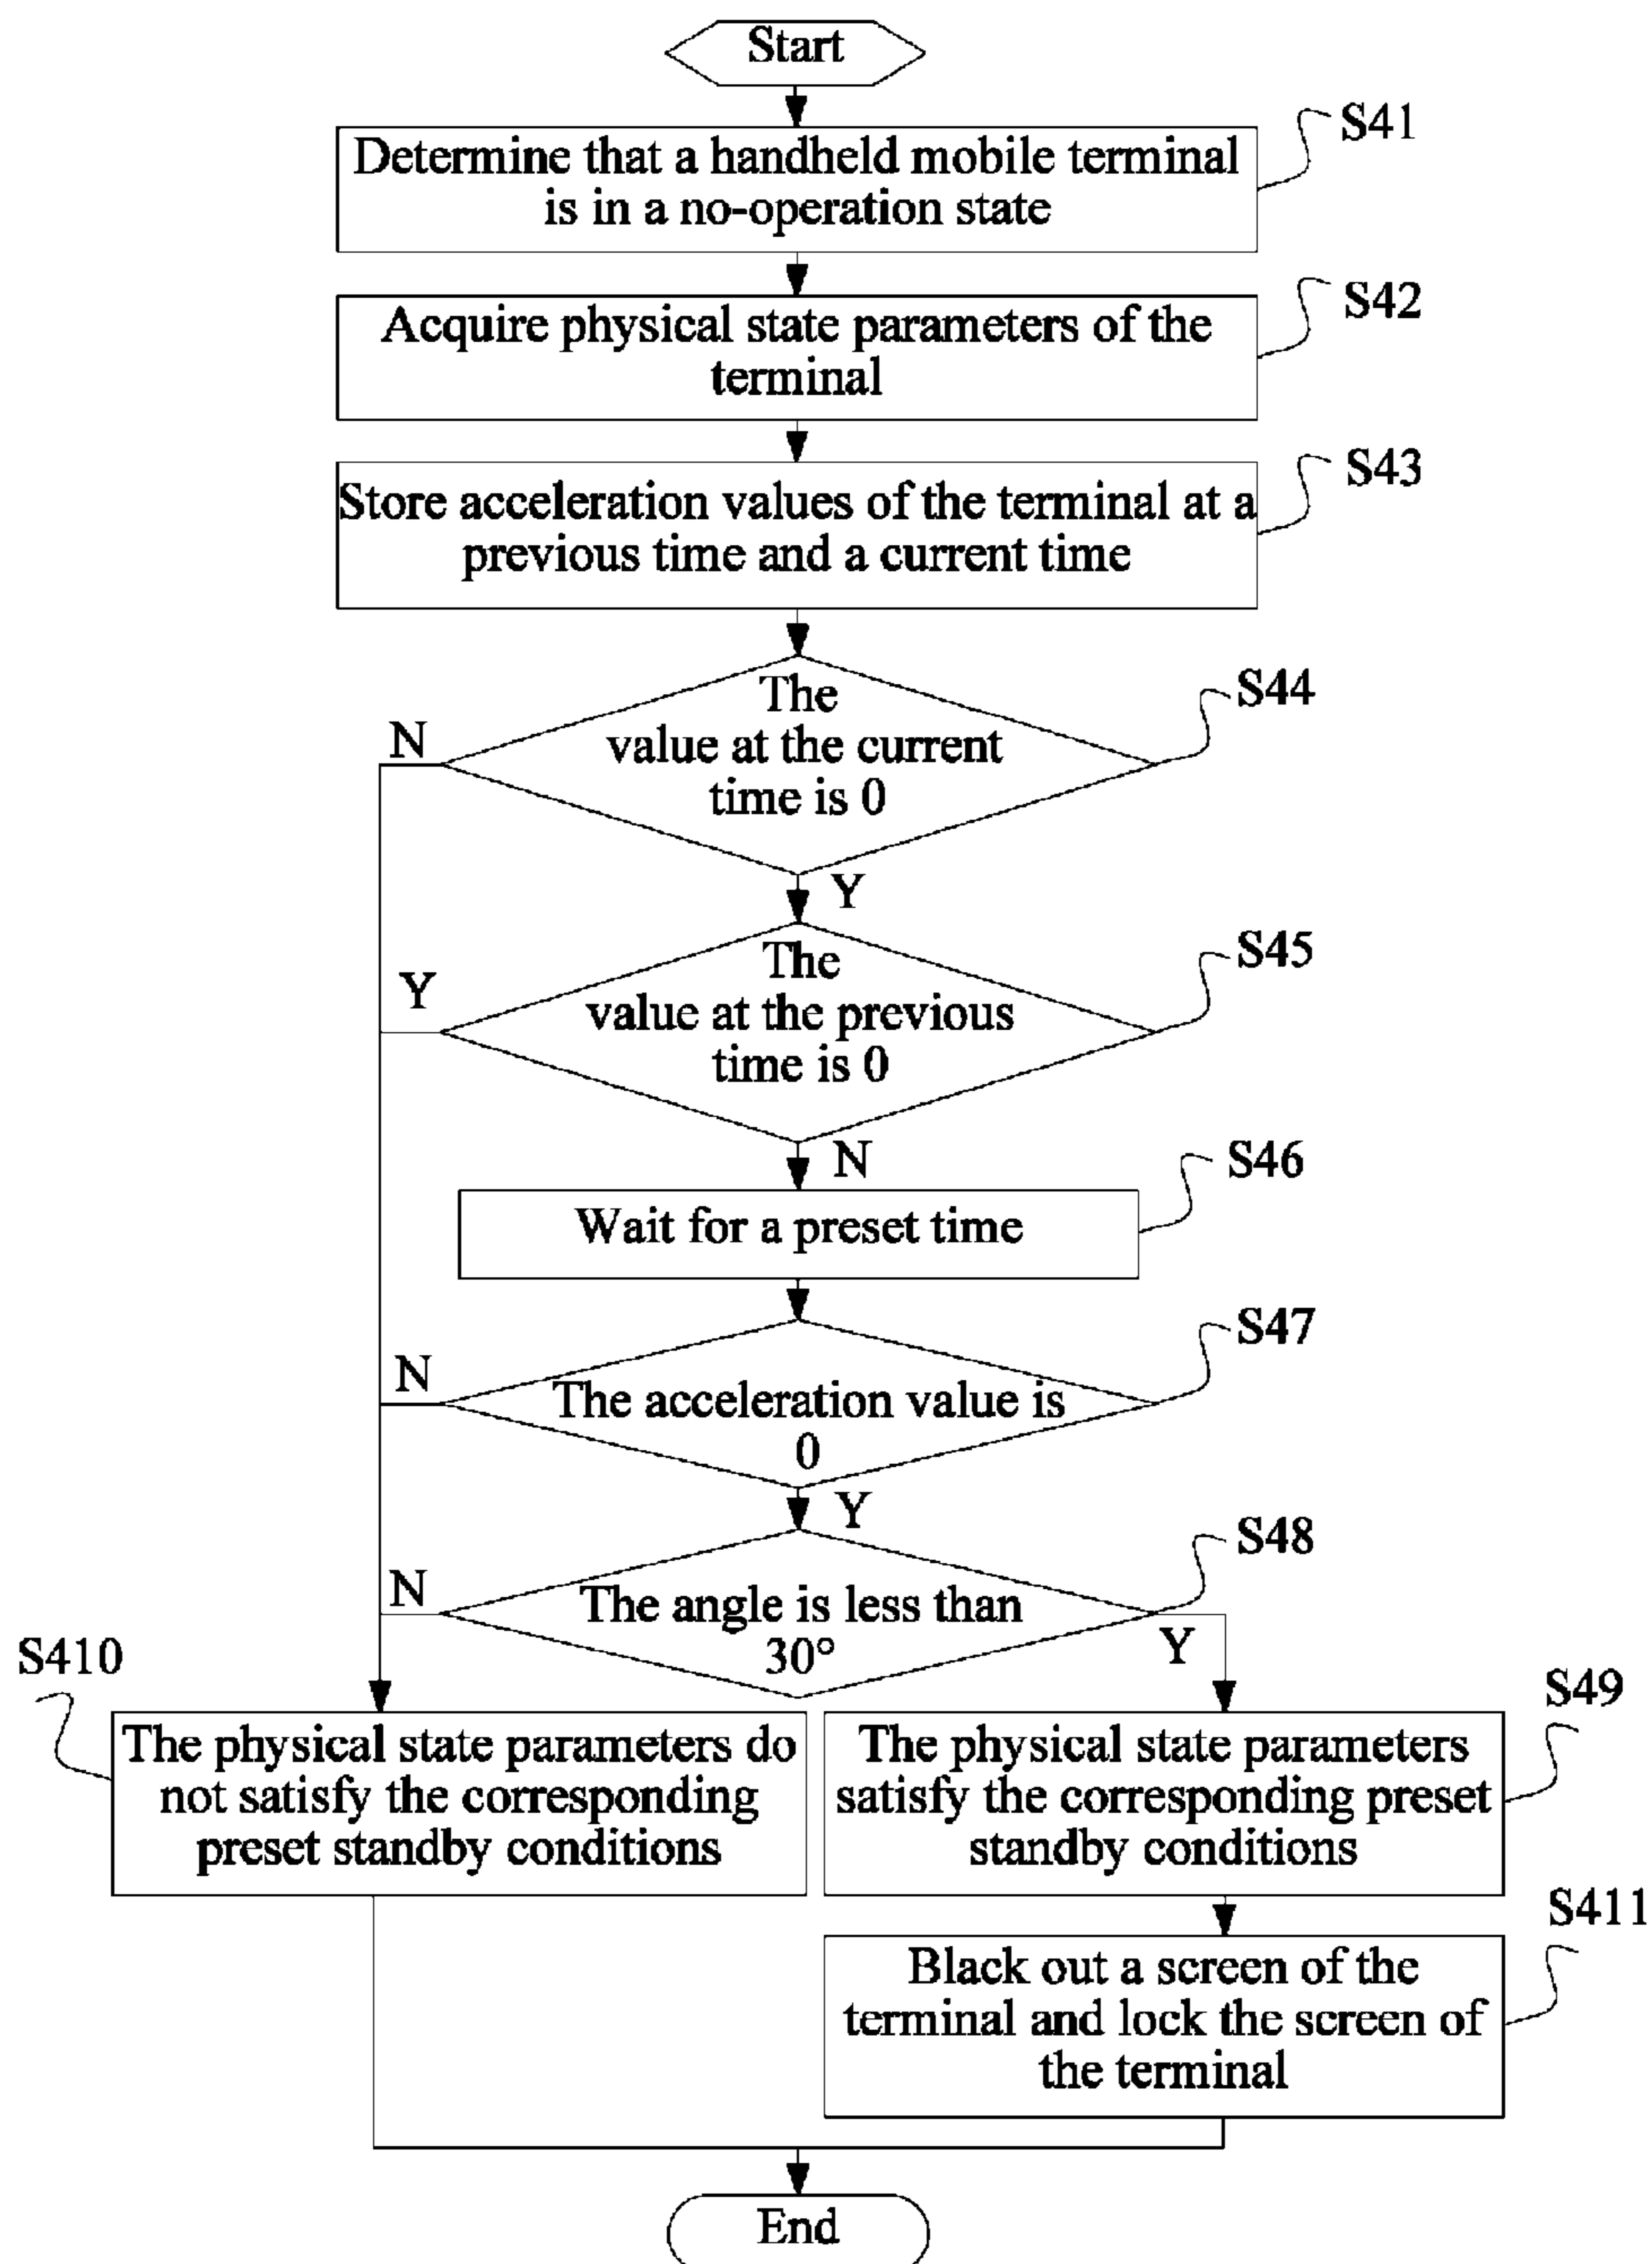 Start
S41
Determine that a handheld mobile terminal
is in a no-operation state
S42
Acquire physical state parameters of the
terminal
S43
Store acceleration values of the terminal at a
previous time and a current time
S44
The
value at the current
time is 0
N
Y
S45
The
value at the previous
time is 0
Y
N
S46
Wait for a preset time
S47
The acceleration value is
0
N
Y
S48
The angle is less than
30°
N
Y
S410
The physical state parameters do
not satisfy the corresponding
preset standby conditions
S49
The physical state parameters
satisfy the corresponding preset
standby conditions
S411
Black out a screen of the
terminal and lock the screen of
the terminal
End